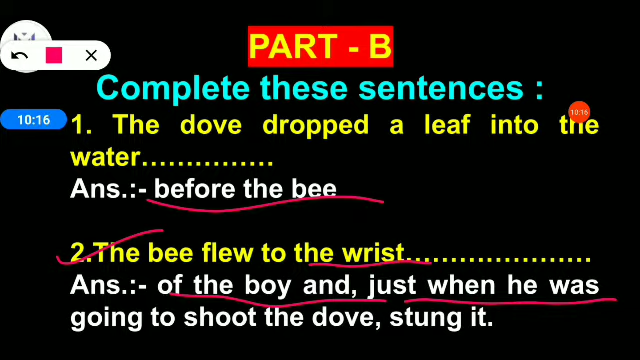 PART - B
Complete these sentences :
10:16
10:16
1. The dove dropped a leaf into the
water...............
Ans.:- before the bee
2.The bee flew to the wrist.......................
Ans.:- of the boy and, just when he was
going to shoot the dove, stung it.